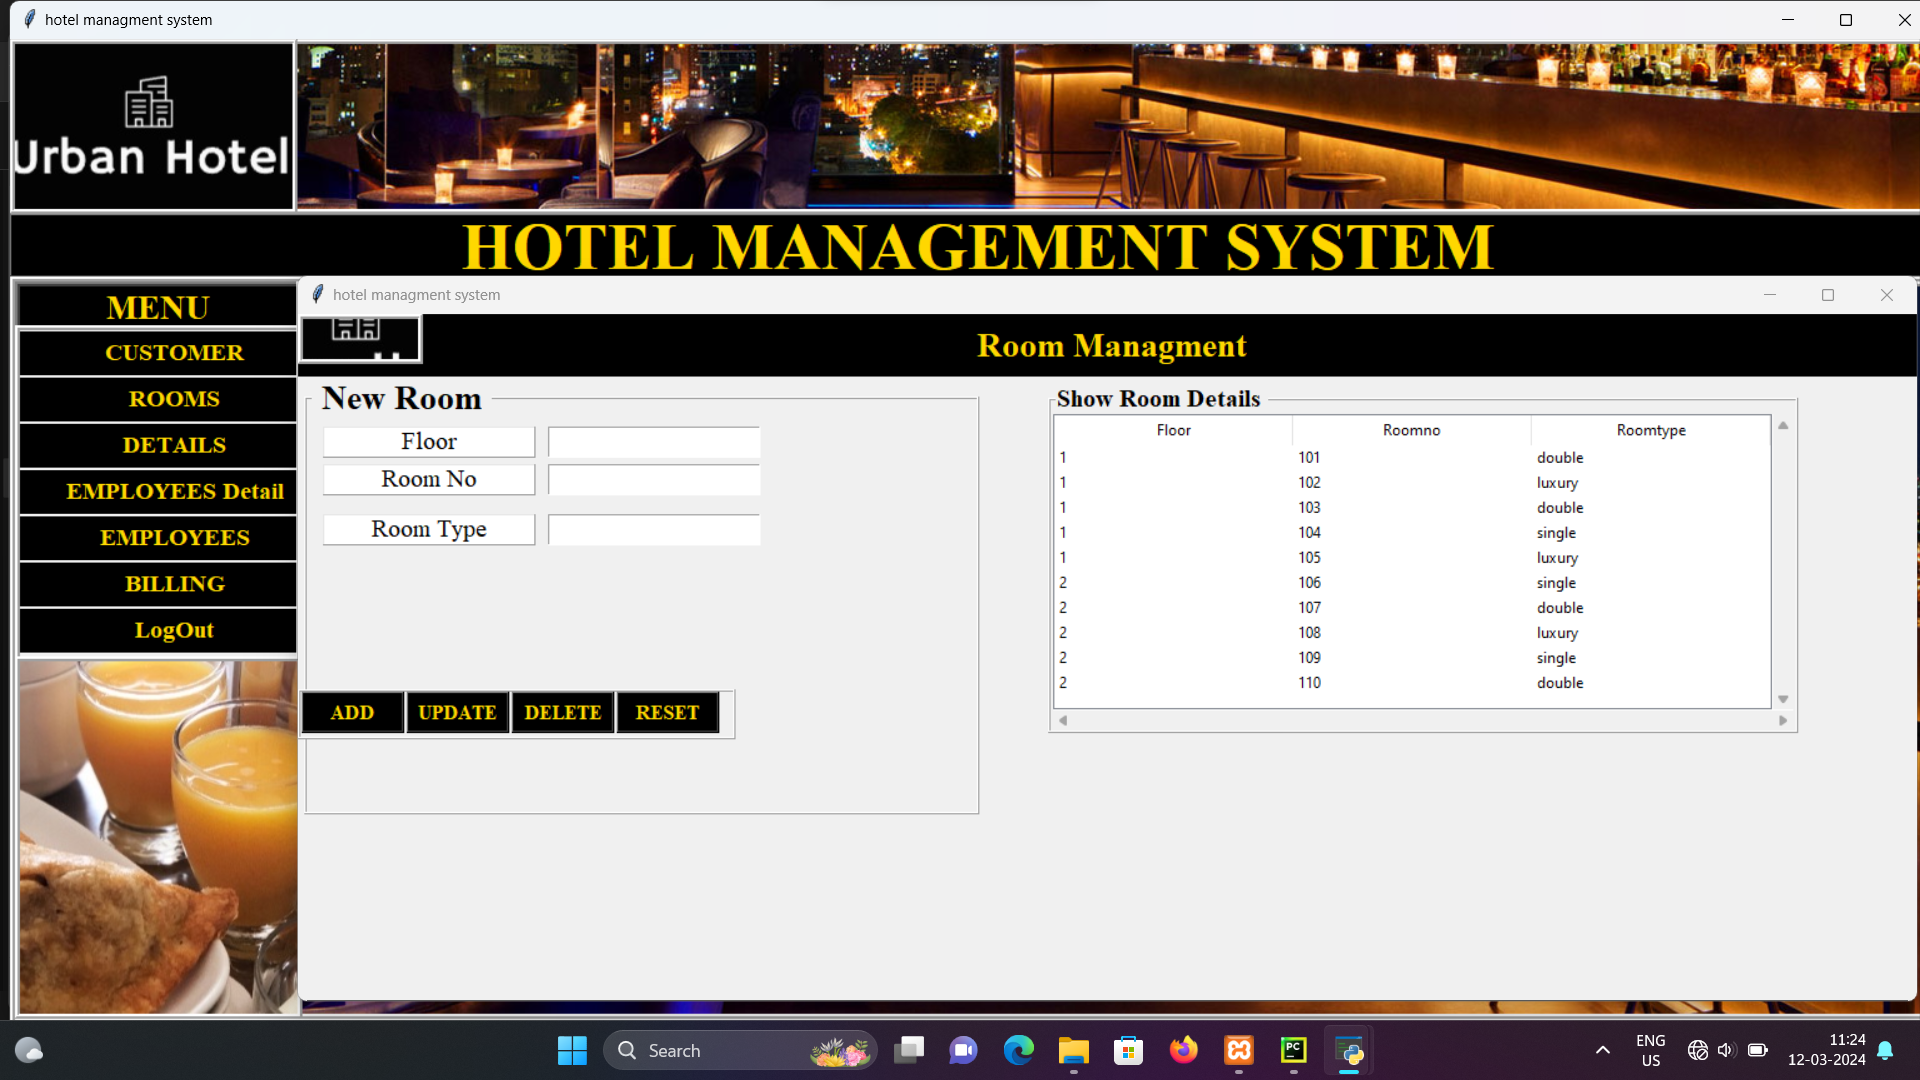 hotel managment system
Urban Hotel
HOTEL MANAGEMENT SYSTEM
MENU
CUSTOMER
ROOMS
DETAILS
EMPLOYEES Detail
EMPLOYEES
BILLING
LogOut
hotel managment system
Room Managment
New Room
Floor
Room No
Room Type
ADD UPDATE DELETE RESET
Show Room Details
Floor Roomno Roomtype
1 101 double
1 102 luxury
1 103 double
1 104 single
1 105 luxury
2 106 single
2 107 double
2 108 luxury
2 109 single
2 110 double
Search
PC
ENG
US
11:24
12-03-2024